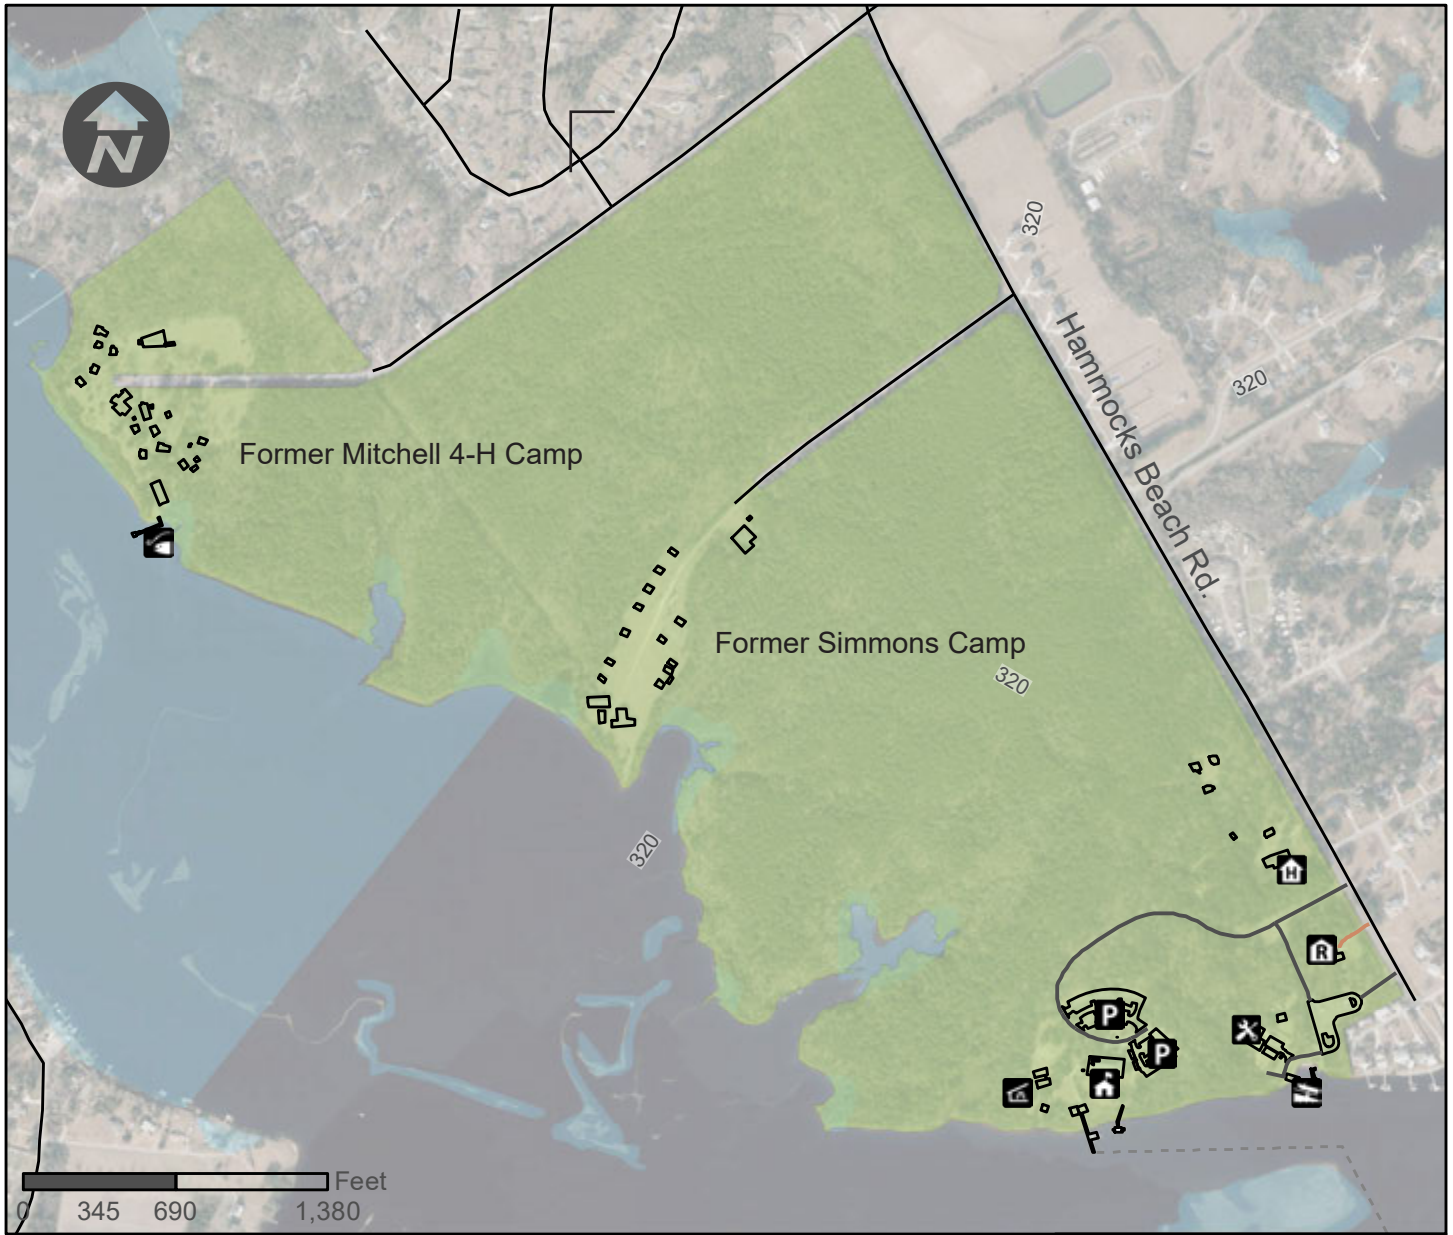 N
320
Hammocks Beach Rd.
320
Former Mitchell 4-H Camp
Former Simmons Camp
320
320
H
R
P
P
Feet
0 345 690 1,380